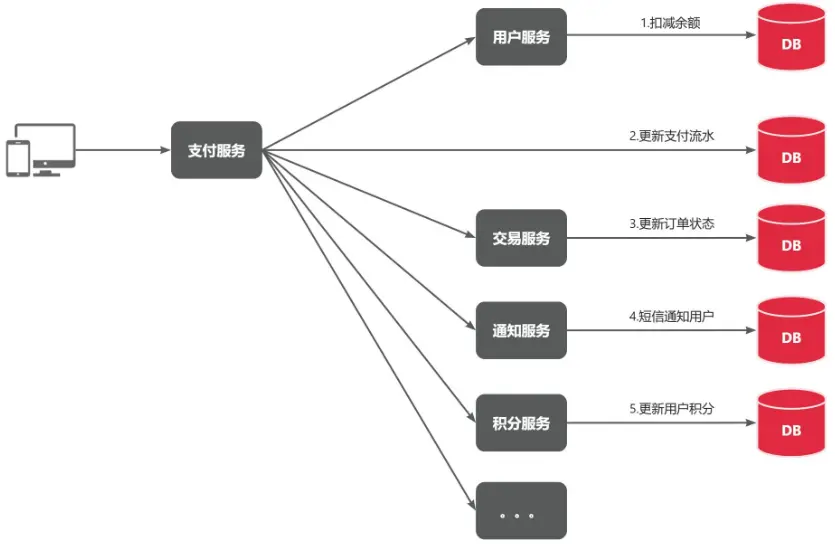 用户服务
1.扣减余额
DB
支付服务
2.更新支付流水
DB
交易服务
3.更新订单状态
DB
通知服务
4.短信通知用户
DB
积分服务
5.更新用户积分
DB
。。。